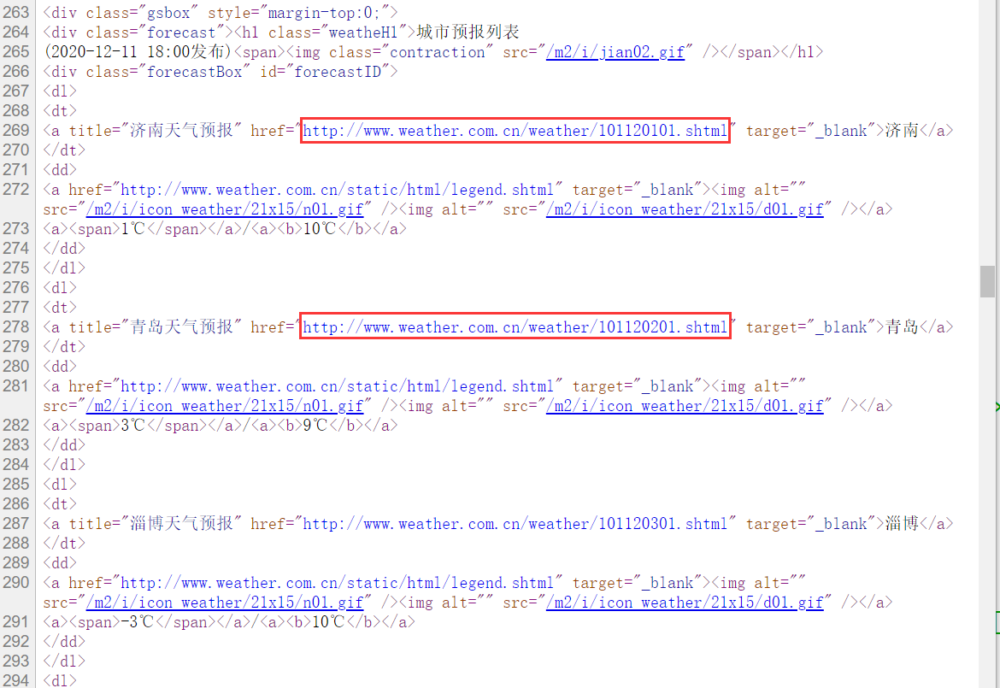 263 <div class="gsbox" style="margin-top:0;">
264 <div class="forecast"><h1 class="weatheH1">城市预报列表
265 (2020-12-11 18:00发布)<span><img class="contraction" src="/m2/i/jian02.gif" /></span></h1>
266 <div class="forecastBox" id="forecastID">
267 <dl>
268 <dt>
269 <a title="济南天气预报" href="http://www.weather.com.cn/weather/101120101.shtml" target="_blank">济南</a>
270 </dt>
271 <dd>
272 <a href="http://www.weather.com.cn/static/html/legend.shtml" target="_blank"><img alt=""
src="/m2/i/icon_weather/21x15/n01.gif" /><img alt="" src="/m2/i/icon_weather/21x15/d01.gif" /></a>
273 <a><span>1℃</span></a>/<a><b>10℃</b></a>
274 </dd>
275 </dl>
276 <dl>
277 <dt>
278 <a title="青岛天气预报" href="http://www.weather.com.cn/weather/101120201.shtml" target="_blank">青岛</a>
279 </dt>
280 <dd>
281 <a href="http://www.weather.com.cn/static/html/legend.shtml" target="_blank"><img alt=""
src="/m2/i/icon_weather/21x15/n01.gif" /><img alt="" src="/m2/i/icon_weather/21x15/d01.gif" /></a>
282 <a><span>3℃</span></a>/<a><b>9℃</b></a>
283 </dd>
284 </dl>
285 <dl>
286 <dt>
287 <a title="淄博天气预报" href="http://www.weather.com.cn/weather/101120301.shtml" target="_blank">淄博</a>
288 </dt>
289 <dd>
290 <a href="http://www.weather.com.cn/static/html/legend.shtml" target="_blank"><img alt=""
src="/m2/i/icon_weather/21x15/n01.gif" /><img alt="" src="/m2/i/icon_weather/21x15/d01.gif" /></a>
291 <a><span>-3℃</span></a>/<a><b>10℃</b></a>
292 </dd>
293 </dl>
294 <dl>